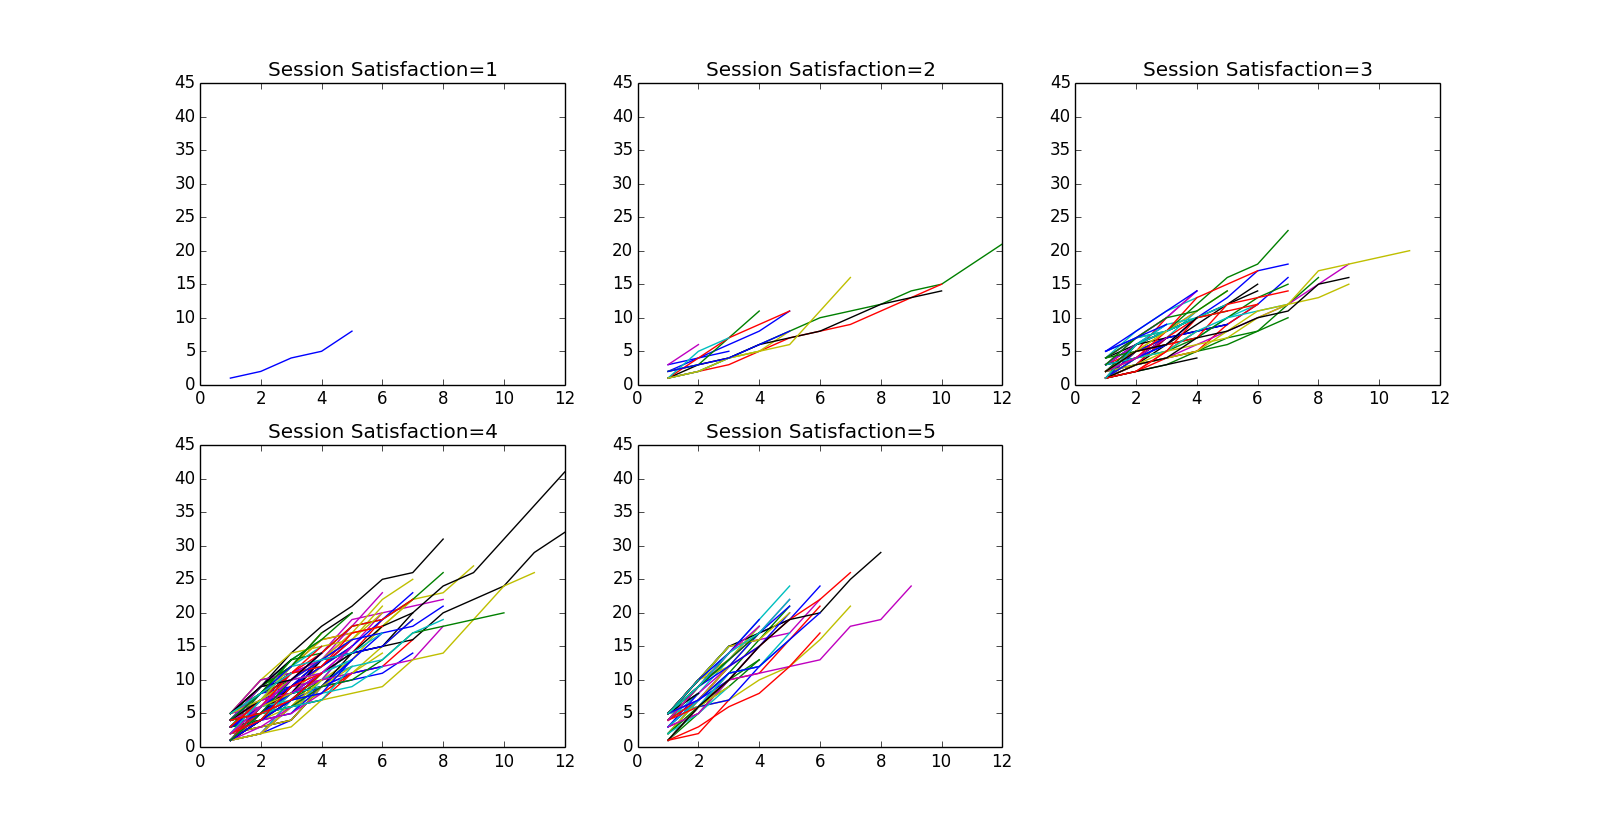 Session Satisfaction=1
Session Satisfaction=2
Session Satisfaction=3
45 45 45
40 40 40
35 35 35
30 30 30
25 25 25
20 20 20
15 15 15
10 10 10
5 5 5
0 0 0
0 2 4 6 8 10 12
0 2 4 6 8 10 12
0 2 4 6 8 10 12
Session Satisfaction=4
Session Satisfaction=5
45 45
40 40
35 35
30 30
25 25
20 20
15 15
10 10
5 5
0 0
0 2 4 6 8 10 12
0 2 4 6 8 10 12